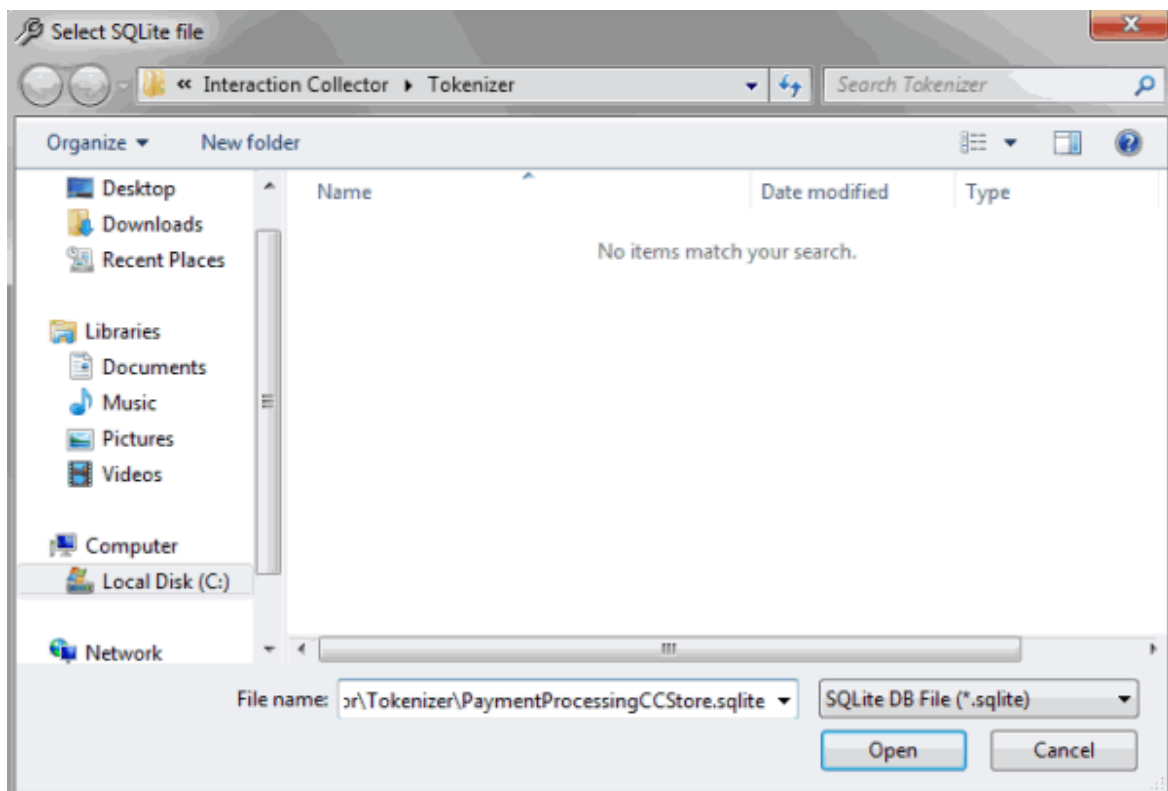 Select SQLite file
« Interaction Collector ▸ Tokenizer
Search Tokenizer
Organize ▾ New folder
Name Date modified Type
No items match your search.
Desktop
Downloads
Recent Places
Libraries
Documents
Music
Pictures
Videos
Computer
Local Disk (C:)
Network
File name: or\Tokenizer\PaymentProcessingCCStore.sqlite SQLite DB File (*.sqlite)
Open Cancel